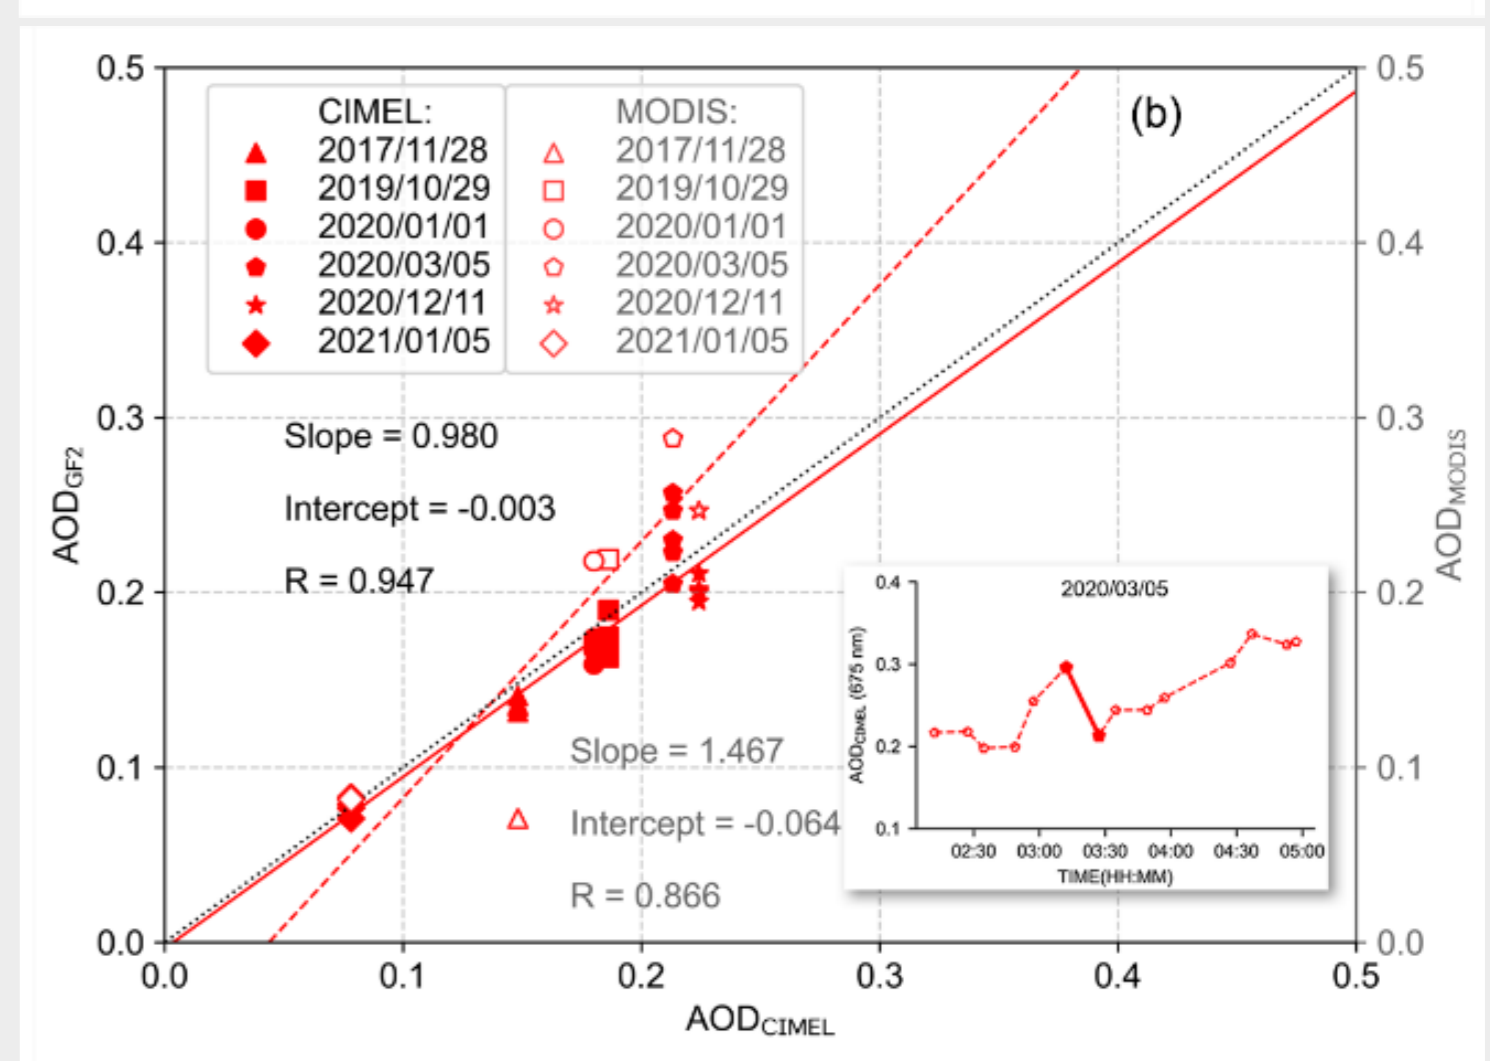 (b)
CIMEL:
2017/11/28
2019/10/29
2020/01/01
2020/03/05
2020/12/11
2021/01/05
MODIS:
2017/11/28
2019/10/29
2020/01/01
2020/03/05
2020/12/11
2021/01/05
0.5
0.4
0.3
0.2
0.1
0.0
AOD_GF2
Slope = 0.980
Intercept = -0.003
R = 0.947
Slope = 1.467
Intercept = -0.064
R = 0.866
2020/03/05
0.4
0.3
0.2
0.1
AOD_CIMEL (675 nm)
02:30 03:00 03:30 04:00 04:30 05:00
TIME(HH:MM)
0.5
0.4
0.3
0.2
0.1
0.0
AOD_MODIS
0.0 0.1 0.2 0.3 0.4 0.5
AOD_CIMEL